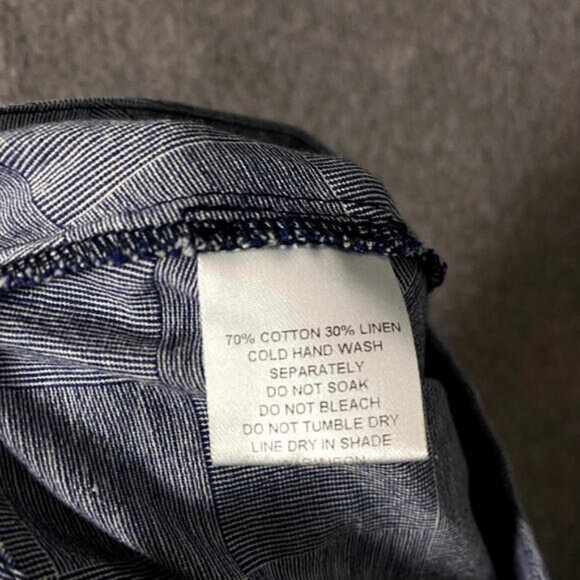 70% COTTON 30% LINEN
COLD HAND WASH
SEPARATELY
DO NOT SOAK
DO NOT BLEACH
DO NOT TUMBLE DRY
LINE DRY IN SHADE